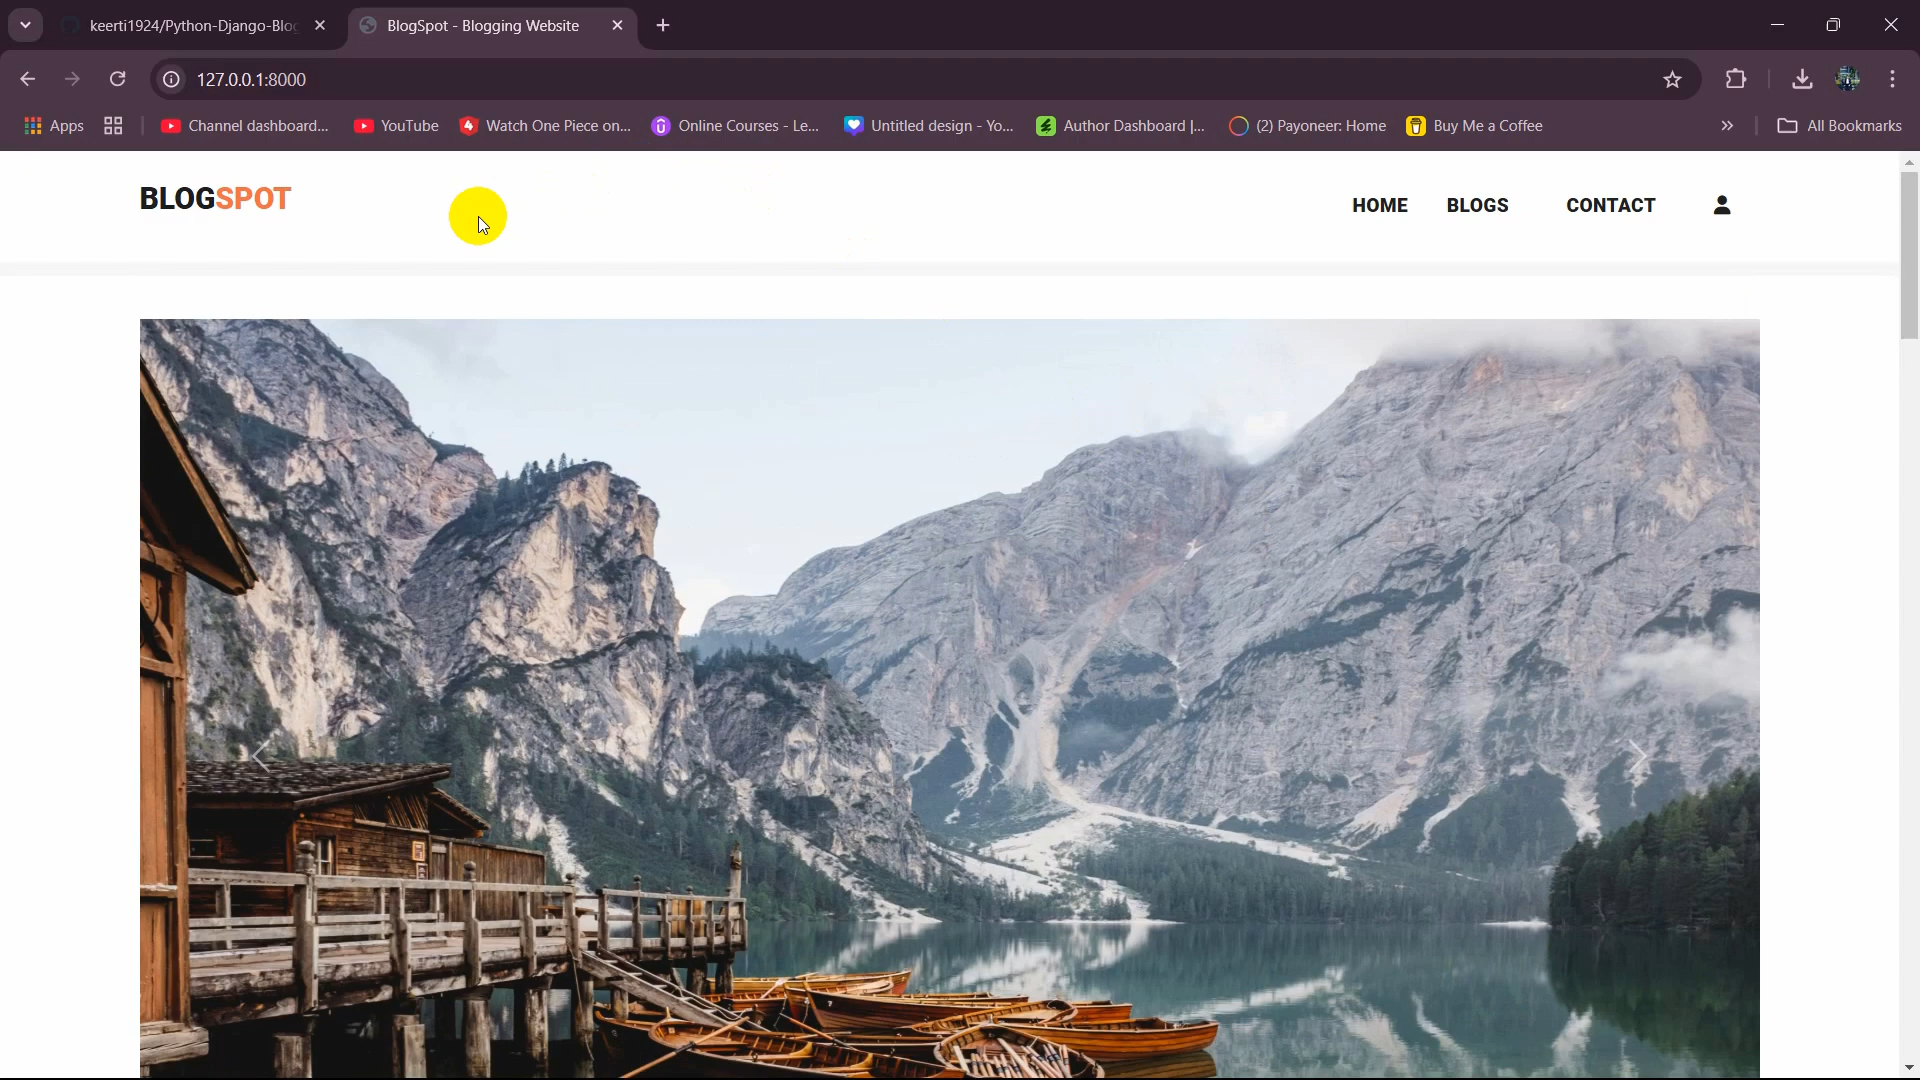 keerti1924/Python-Django-Blog
BlogSpot - Blogging Website
127.0.0.1:8000
Apps
Channel dashboard...
YouTube
Watch One Piece on...
Online Courses - Le...
Untitled design - Yo...
Author Dashboard |...
(2) Payoneer: Home
Buy Me a Coffee
All Bookmarks
BLOGSPOT
HOME
BLOGS
CONTACT